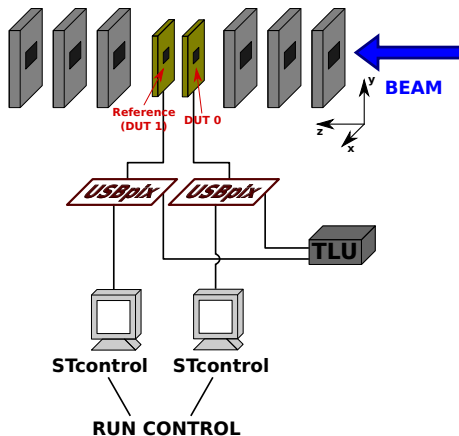 BEAM
y
z
x
Reference
(DUT 1)
DUT 0
USBpix
USBpix
TLU
STcontrol
STcontrol
RUN CONTROL